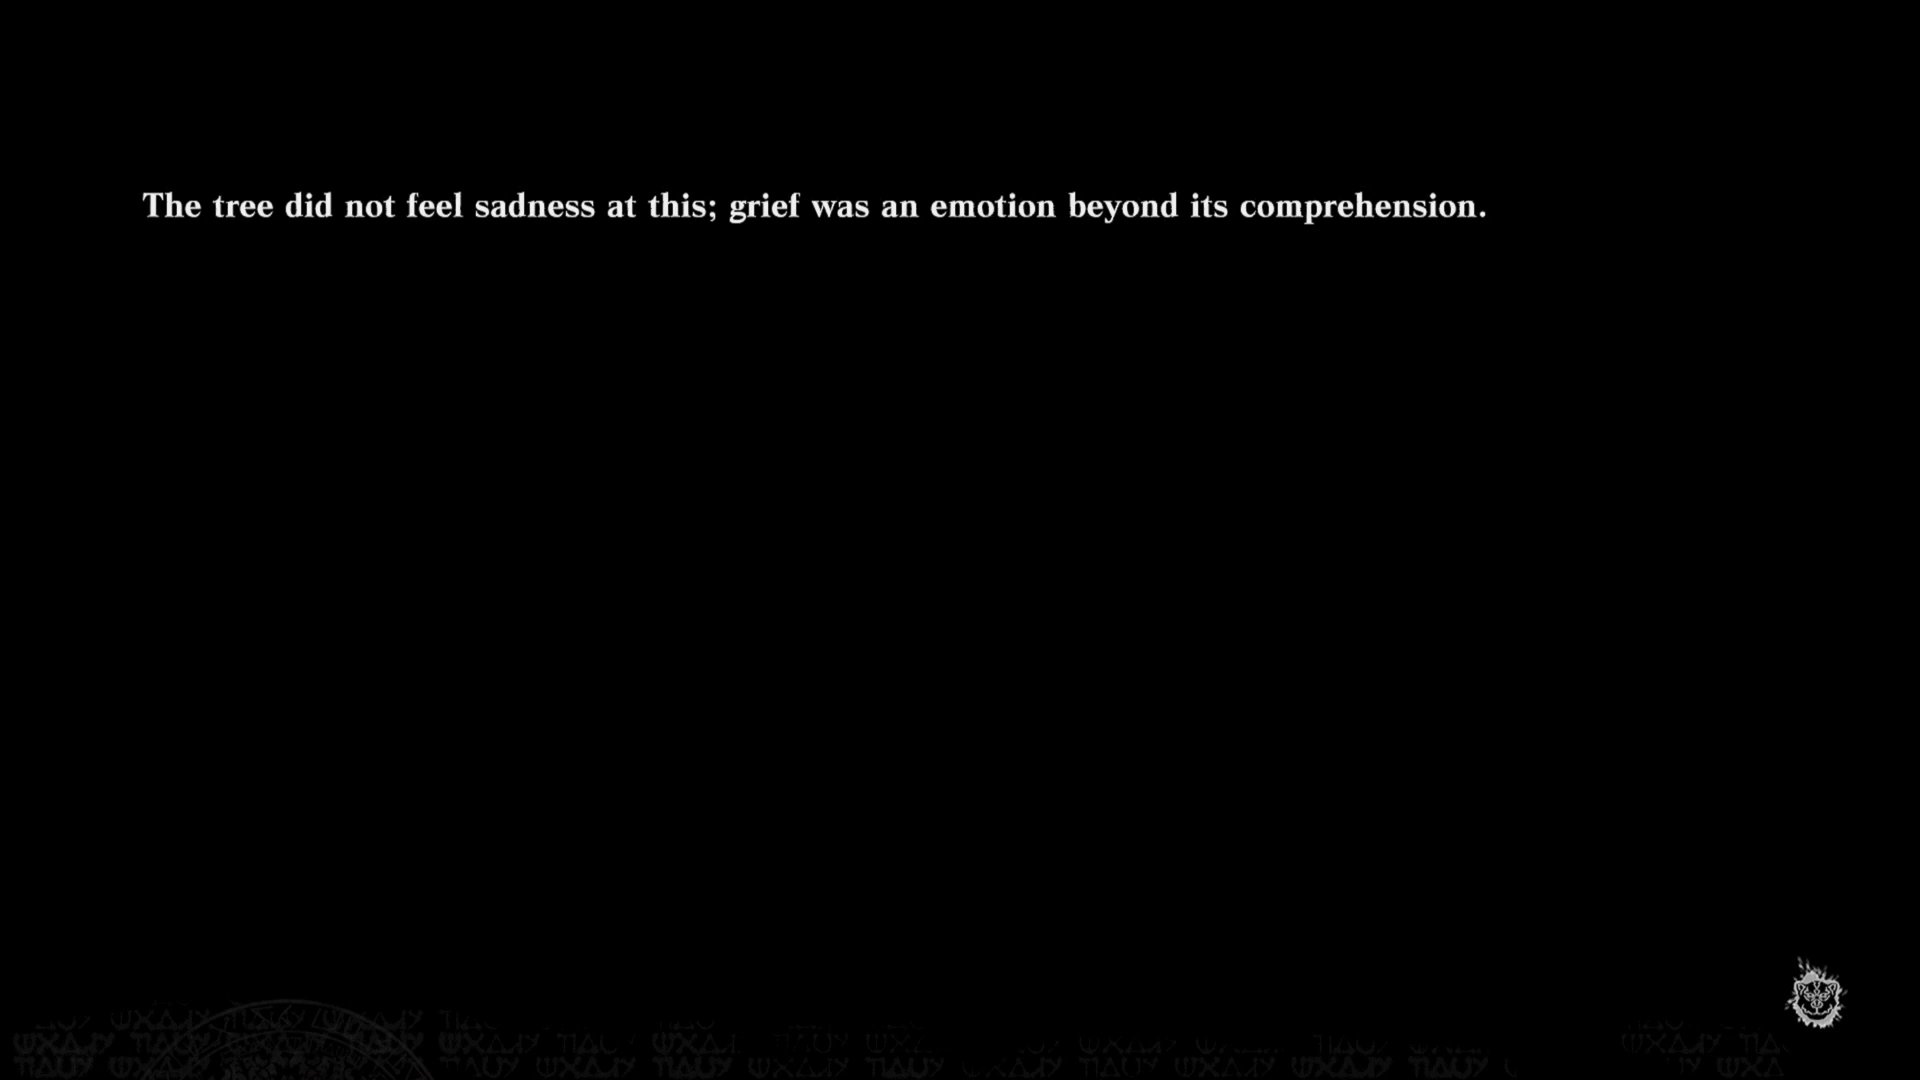 The tree did not feel sadness at this; grief was an emotion beyond its comprehension.